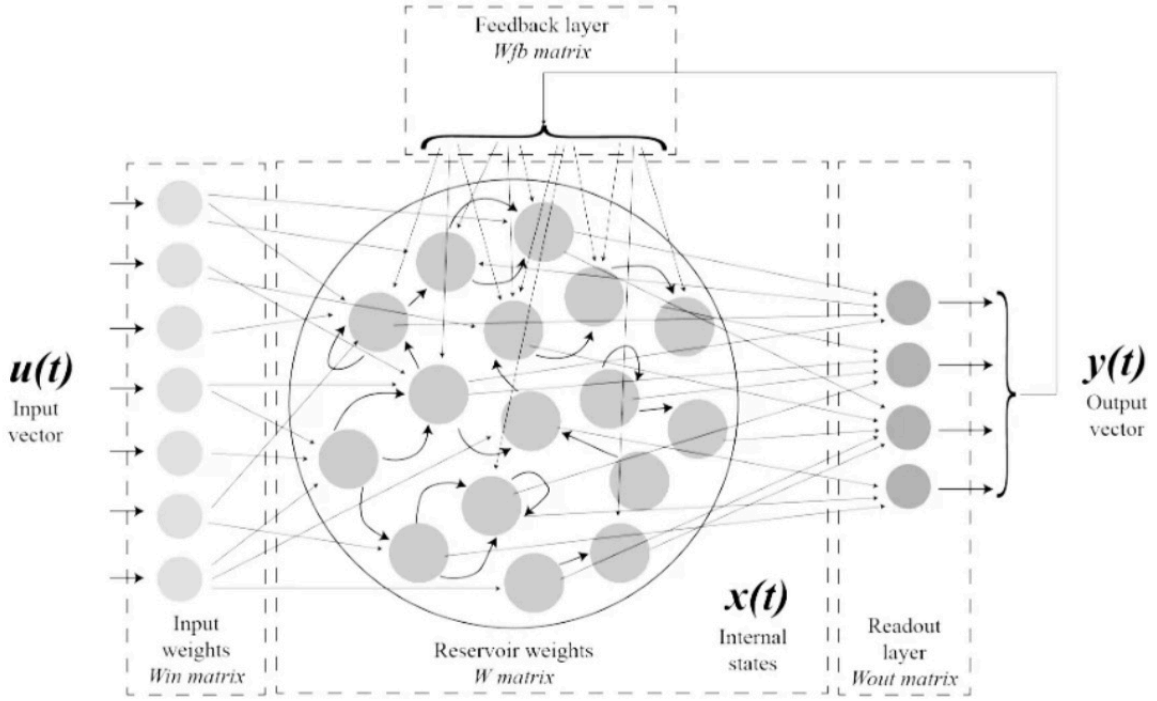 Feedback layer
Wfb matrix
u(t)
Input
vector
y(t)
Output
vector
x(t)
Internal
states
Input
weights
Win matrix
Reservoir weights
W matrix
Readout
layer
Wout matrix